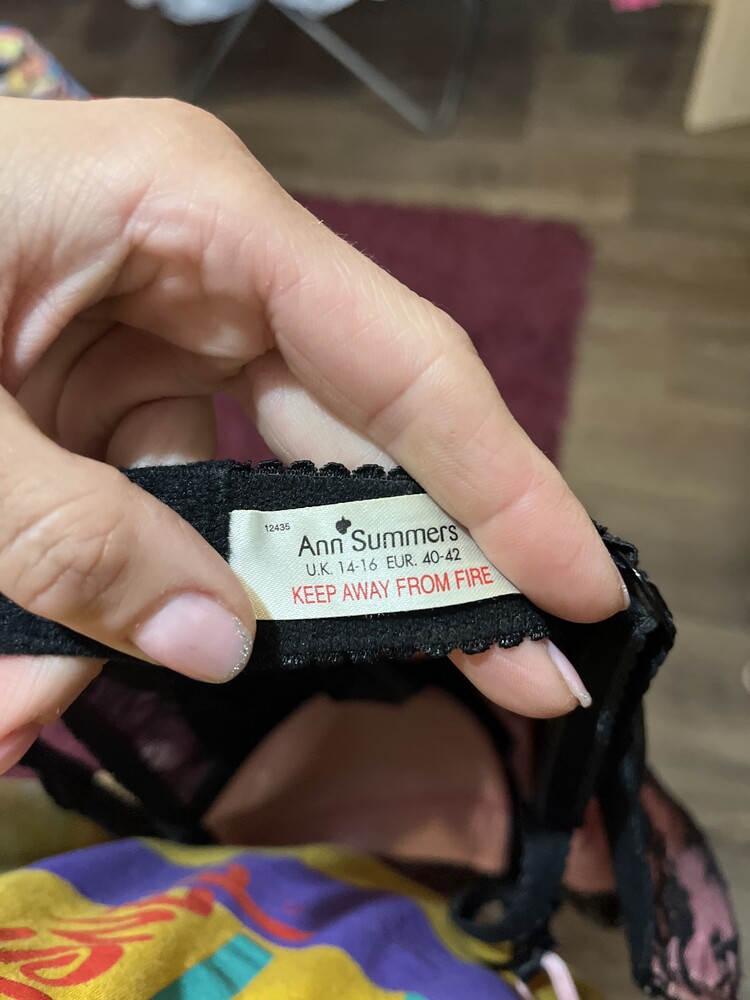 12435
Ann Summers
U.K. 14-16 EUR. 40-42
KEEP AWAY FROM FIRE